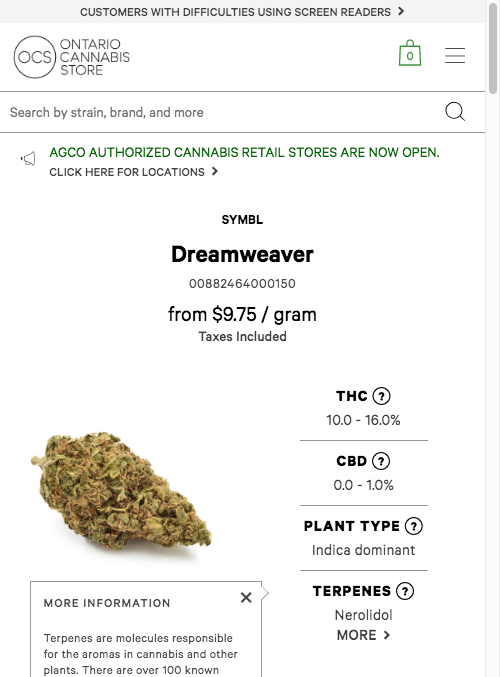 CUSTOMERS WITH DIFFICULTIES USING SCREEN READERS >
OCS
ONTARIO
CANNABIS
STORE
0
Search by strain, brand, and more
AGCO AUTHORIZED CANNABIS RETAIL STORES ARE NOW OPEN.
CLICK HERE FOR LOCATIONS >
SYMBL
Dreamweaver
00882464000150
from $9.75 / gram
Taxes Included
THC ?
10.0 - 16.0%
CBD ?
0.0 - 1.0%
PLANT TYPE ?
Indica dominant
TERPENES ?
Nerolidol
MORE >
MORE INFORMATION
Terpenes are molecules responsible
for the aromas in cannabis and other
plants. There are over 100 known